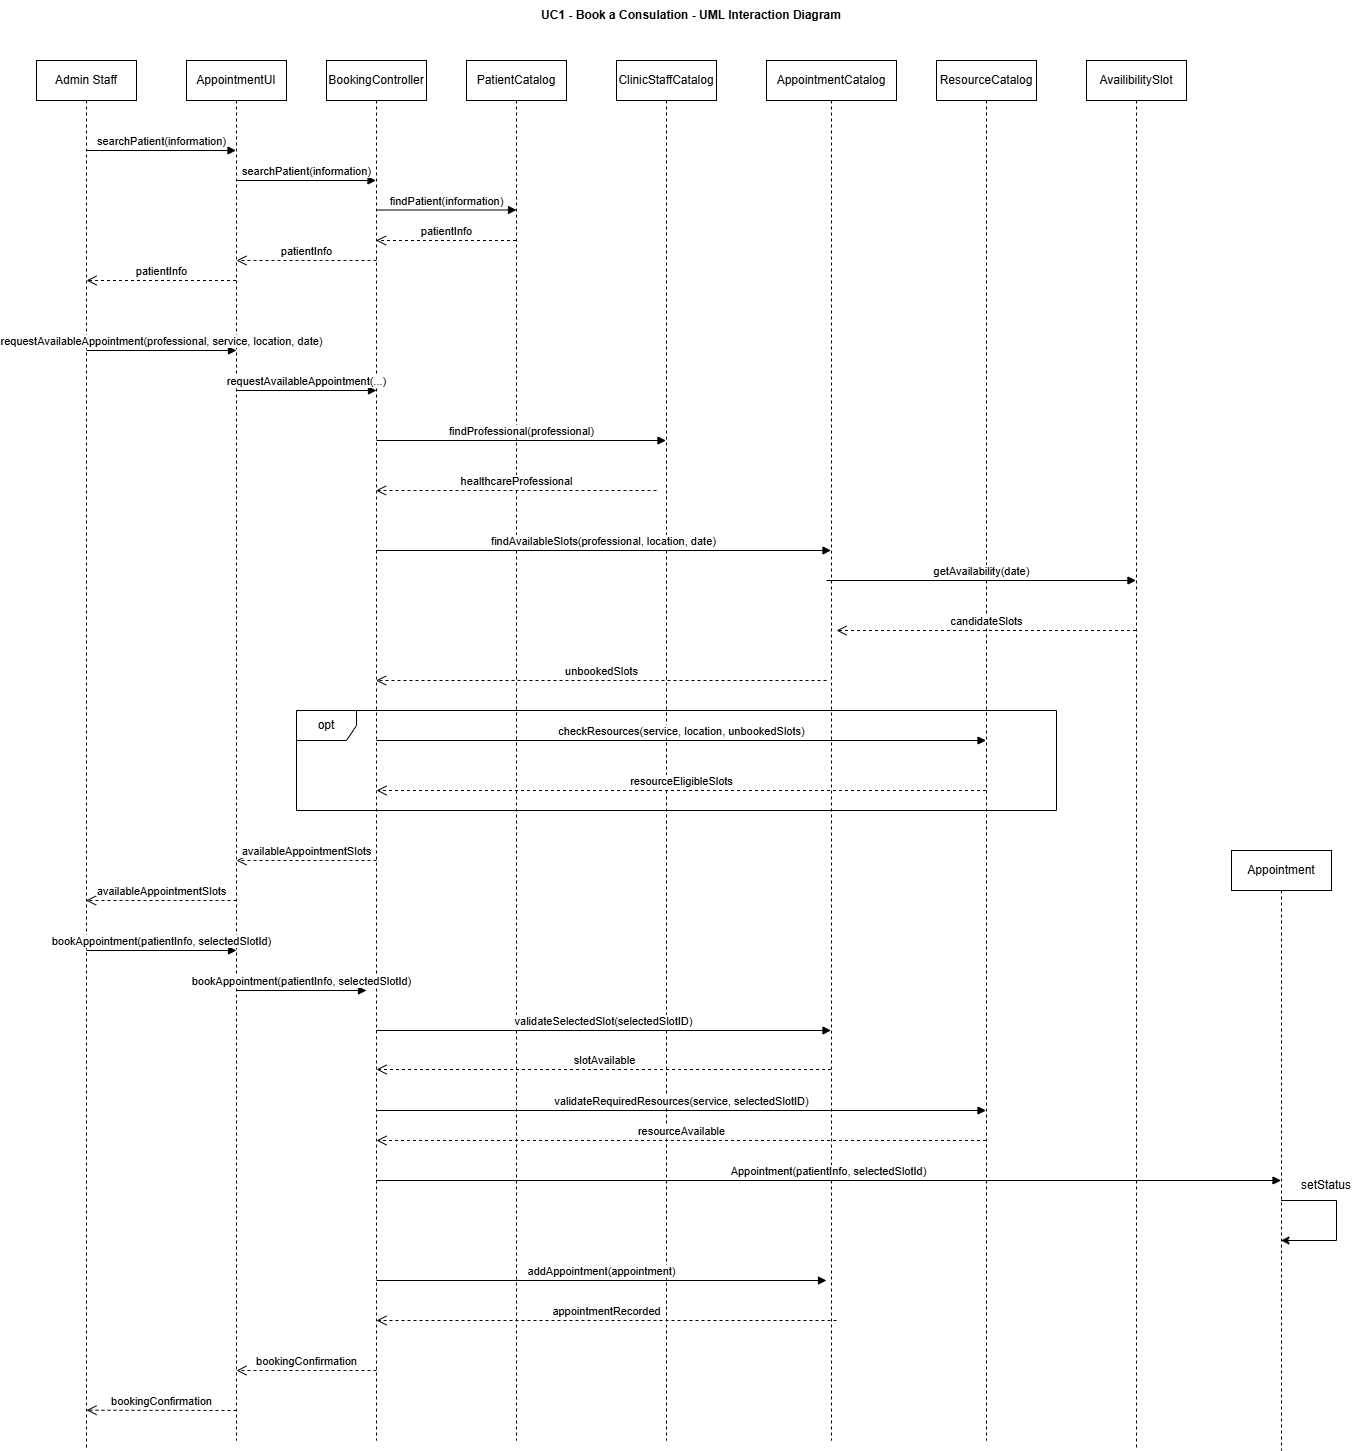 UC1 - Book a Consulation - UML Interaction Diagram
Admin Staff
AppointmentUI
BookingController
PatientCatalog
ClinicStaffCatalog
AppointmentCatalog
ResourceCatalog
AvailibilitySlot
searchPatient(information)
searchPatient(information)
findPatient(information)
patientInfo
patientInfo
patientInfo
requestAvailableAppointment(professional, service, location, date)
requestAvailableAppointment(...)
findProfessional(professional)
healthcareProfessional
findAvailableSlots(professional, location, date)
getAvailability(date)
candidateSlots
unbookedSlots
opt
checkResources(service, location, unbookedSlots)
resourceEligibleSlots
availableAppointmentSlots
Appointment
availableAppointmentSlots
bookAppointment(patientInfo, selectedSlotId)
bookAppointment(patientInfo, selectedSlotId)
validateSelectedSlot(selectedSlotID)
slotAvailable
validateRequiredResources(service, selectedSlotID)
resourceAvailable
Appointment(patientInfo, selectedSlotId)
setStatus
addAppointment(appointment)
appointmentRecorded
bookingConfirmation
bookingConfirmation